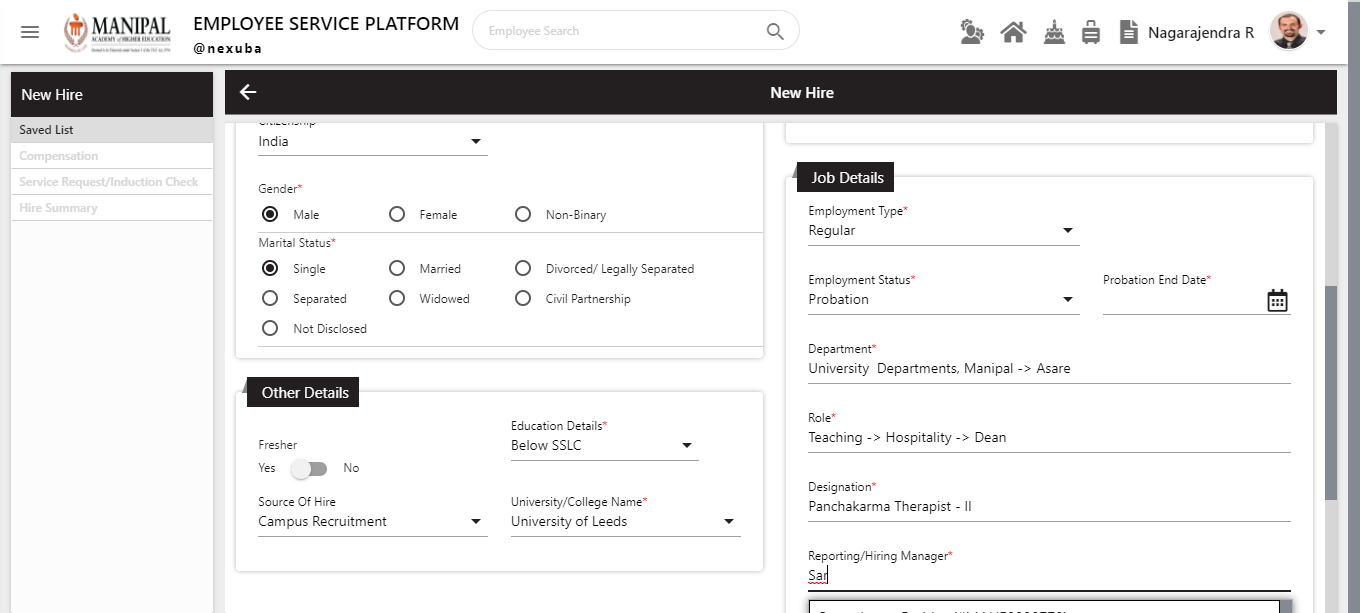 MANIPAL
ACADEMY of HIGHER EDUCATION
EMPLOYEE SERVICE PLATFORM
@nexuba
Employee Search
Nagarajendra R
New Hire
Saved List
Compensation
Service Request/Induction Check
Hire Summary
New Hire
Citizenship
India
Gender*
Male Female Non-Binary
Marital Status*
Single Married Divorced/ Legally Separated
Separated Widowed Civil Partnership
Not Disclosed
Other Details
Fresher
Yes No
Education Details*
Below SSLC
Source Of Hire
Campus Recruitment
University/College Name*
University of Leeds
Job Details
Employment Type*
Regular
Employment Status*
Probation
Probation End Date*
Department*
University Departments, Manipal -> Asare
Role*
Teaching -> Hospitality -> Dean
Designation*
Panchakarma Therapist - II
Reporting/Hiring Manager*
Sar